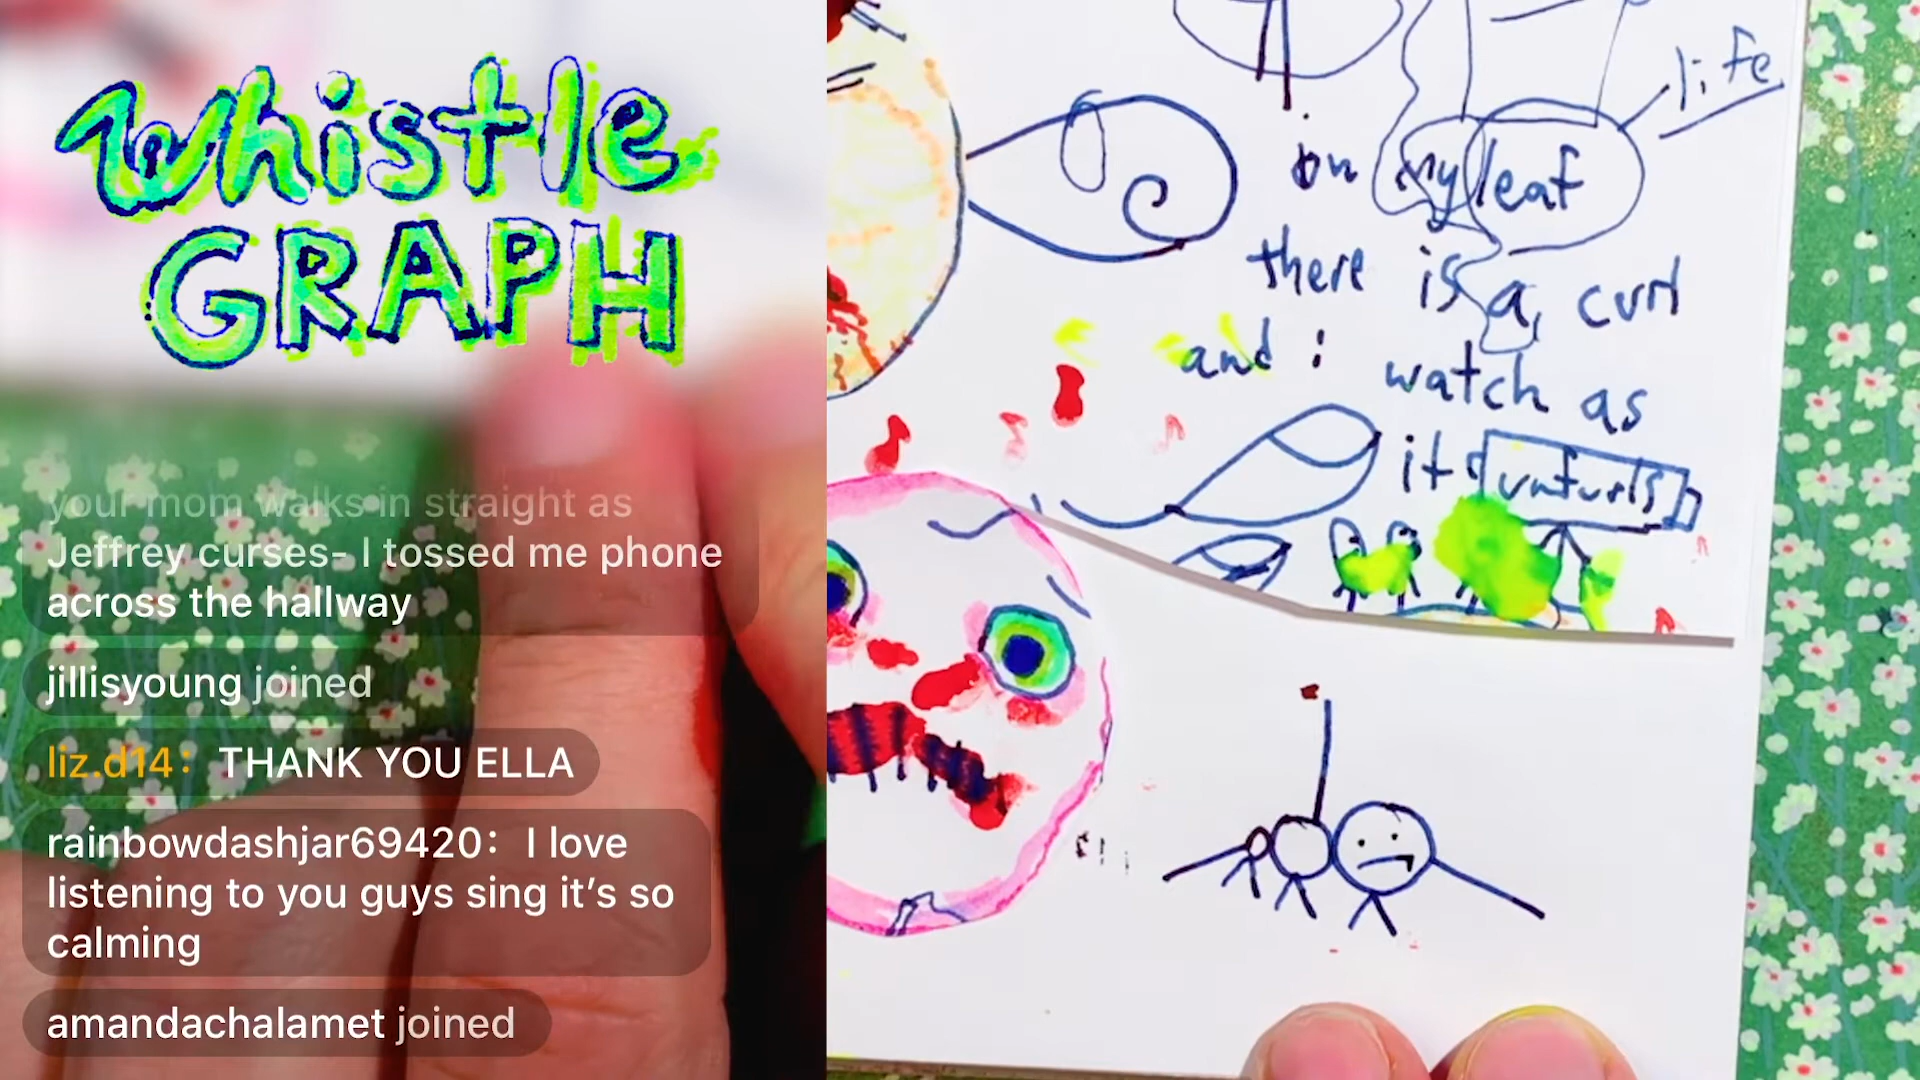 Whistle
GRAPH
your mom walks in straight as
Jeffrey curses- I tossed me phone
across the hallway
jillisyoung joined
liz.d14: THANK YOU ELLA
rainbowdashjar69420: I love
listening to you guys sing it’s so
calming
amandachalamet joined
life
on my leaf
there is a curl
and : watch as
it unfurls